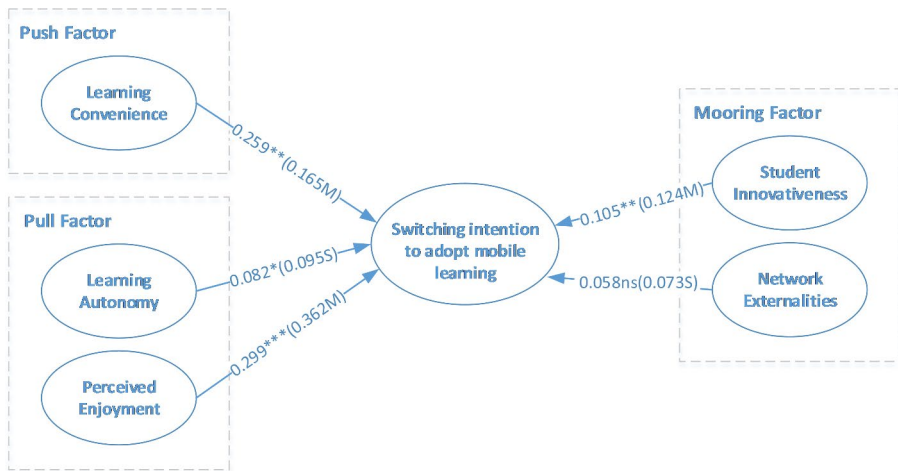 Push Factor
Learning
Convenience
0.259**(0.165M)
Pull Factor
Learning
Autonomy
0.082*(0.095S)
Perceived
Enjoyment
0.299***(0.362M)
Switching intention
to adopt mobile
learning
Mooring Factor
Student
Innovativeness
0.105**(0.124M)
Network
Externalities
0.058ns(0.073S)